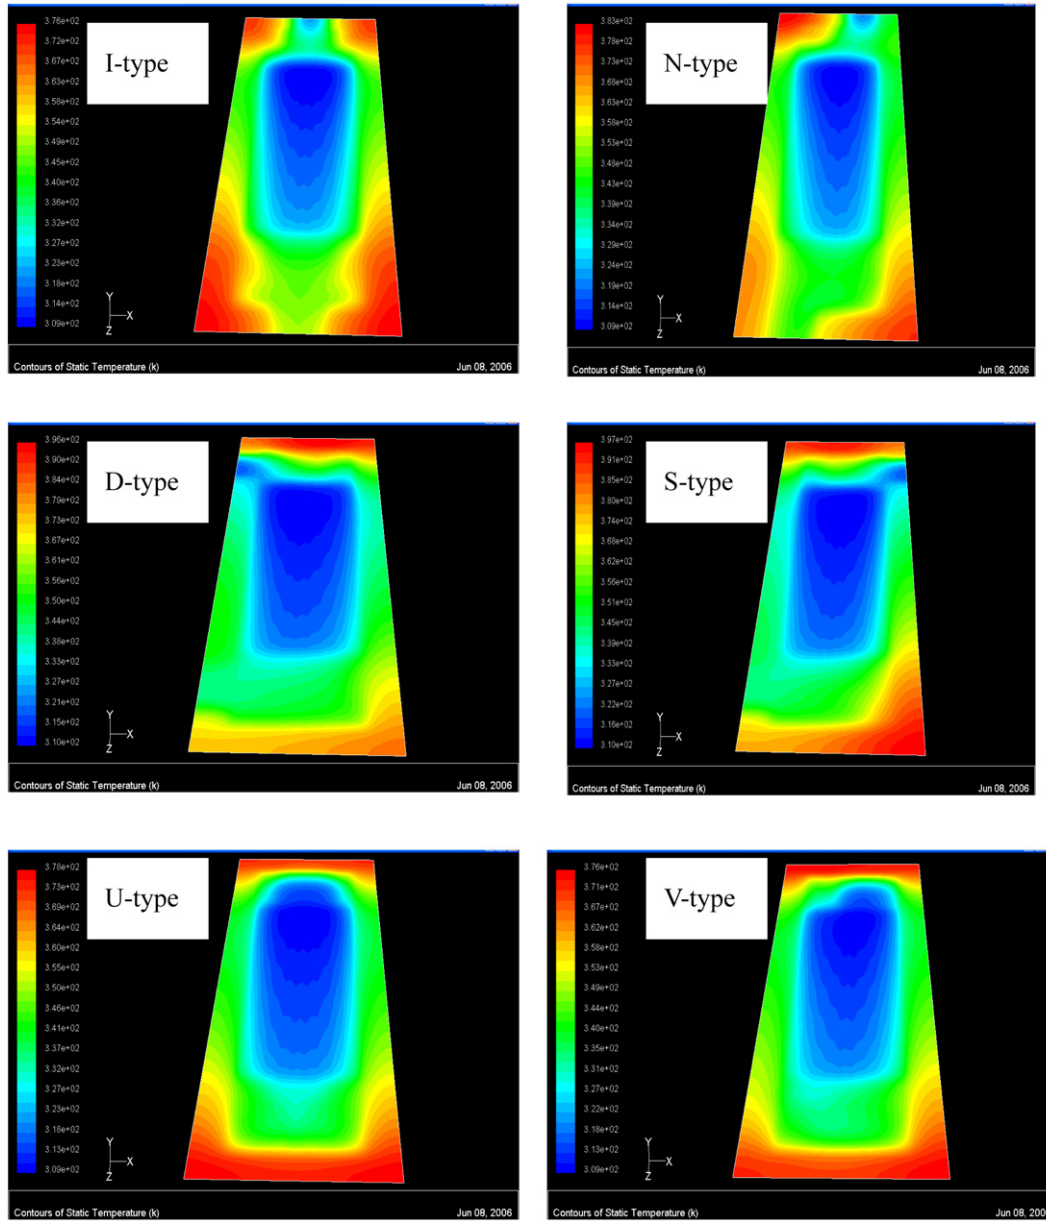 3.76e+02
3.72e+02
3.67e+02
3.63e+02
3.58e+02
3.54e+02
3.49e+02
3.45e+02
3.40e+02
3.36e+02
3.32e+02
3.27e+02
3.23e+02
3.18e+02
3.14e+02
3.09e+02
I-type
Y
X
Z
Contours of Static Temperature (k)
Jun 08, 2006
3.83e+02
3.78e+02
3.73e+02
3.68e+02
3.63e+02
3.58e+02
3.53e+02
3.48e+02
3.43e+02
3.39e+02
3.34e+02
3.29e+02
3.24e+02
3.19e+02
3.14e+02
3.09e+02
N-type
Y
X
Z
Contours of Static Temperature (k)
Jun 08, 2006
3.96e+02
3.90e+02
3.84e+02
3.79e+02
3.73e+02
3.67e+02
3.61e+02
3.56e+02
3.50e+02
3.44e+02
3.38e+02
3.33e+02
3.27e+02
3.21e+02
3.15e+02
3.10e+02
D-type
Y
X
Z
Contours of Static Temperature (k)
Jun 08, 2006
3.97e+02
3.91e+02
3.85e+02
3.80e+02
3.74e+02
3.68e+02
3.62e+02
3.56e+02
3.51e+02
3.45e+02
3.39e+02
3.33e+02
3.27e+02
3.22e+02
3.16e+02
3.10e+02
S-type
Y
X
Z
Contours of Static Temperature (k)
Jun 08, 2006
3.78e+02
3.73e+02
3.69e+02
3.64e+02
3.60e+02
3.55e+02
3.50e+02
3.46e+02
3.41e+02
3.37e+02
3.32e+02
3.27e+02
3.23e+02
3.18e+02
3.13e+02
3.09e+02
U-type
Y
X
Z
Contours of Static Temperature (k)
Jun 08, 2006
3.76e+02
3.71e+02
3.67e+02
3.62e+02
3.58e+02
3.53e+02
3.49e+02
3.44e+02
3.40e+02
3.35e+02
3.31e+02
3.27e+02
3.22e+02
3.18e+02
3.13e+02
3.09e+02
V-type
Y
X
Z
Contours of Static Temperature (k)
Jun 08, 200